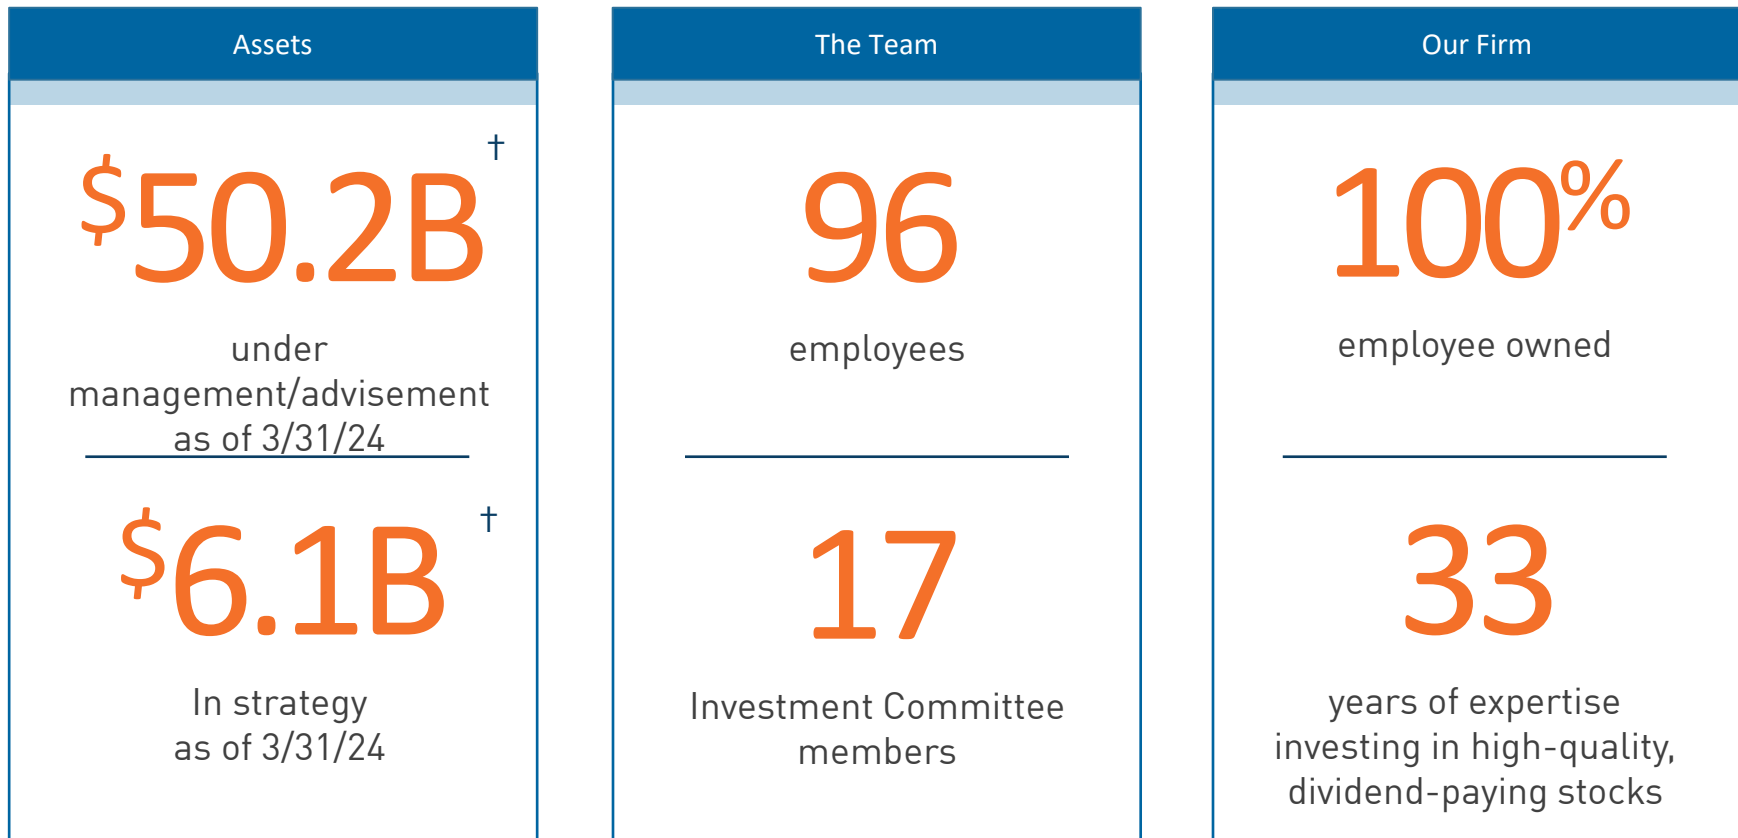 Assets
$50.2B†
under
management/advisement
as of 3/31/24
$6.1B†
In strategy
as of 3/31/24
The Team
96
employees
17
Investment Committee
members
Our Firm
100%
employee owned
33
years of expertise
investing in high-quality,
dividend-paying stocks